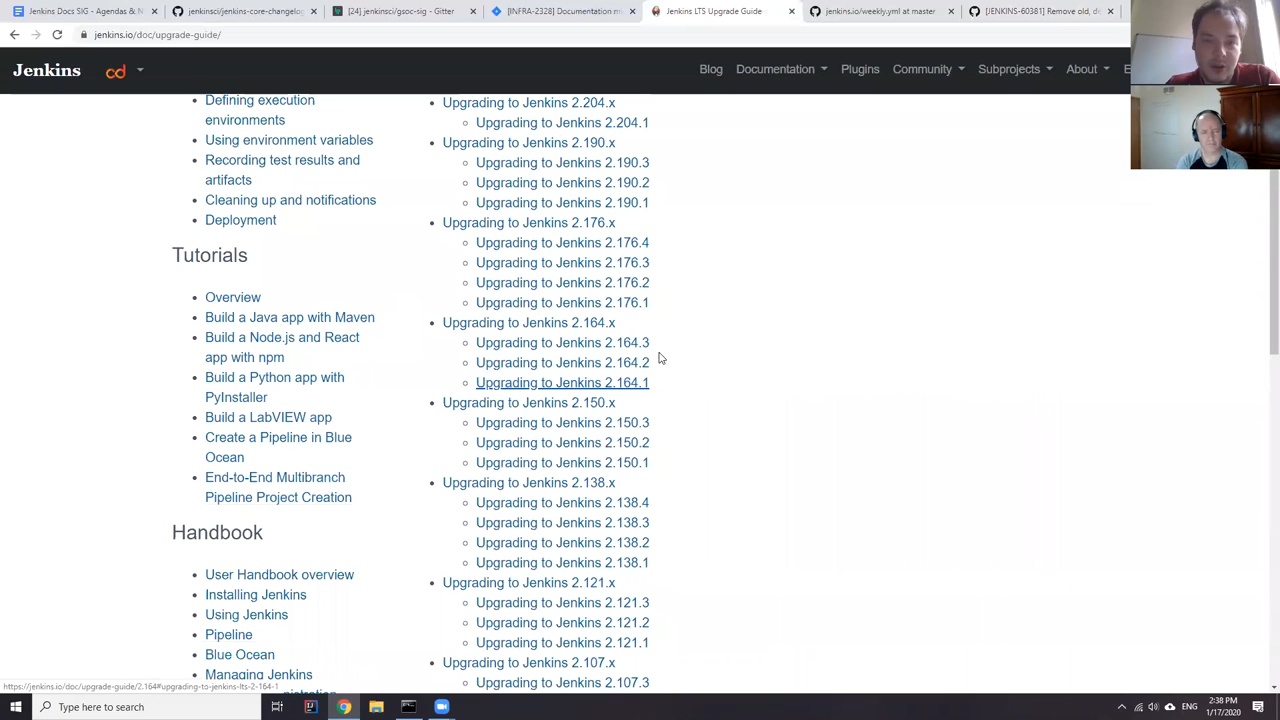 Jenkins Docs SIG - Agendas & N
jenkinsci/jenkins-core-changelog
[24] jenkinsci/gsoc-sig - Gitter
[INFRA-2328] Documentation m
Jenkins LTS Upgrade Guide
jenkins.io/weekly.yml at master
[JENKINS-60381] Remove old, d
jenkins.io/doc/upgrade-guide/
Jenkins
cd
Blog
Documentation
Plugins
Community
Subprojects
About
E
Defining execution
environments
Using environment variables
Recording test results and
artifacts
Cleaning up and notifications
Deployment
Tutorials
Overview
Build a Java app with Maven
Build a Node.js and React
app with npm
Build a Python app with
PyInstaller
Build a LabVIEW app
Create a Pipeline in Blue
Ocean
End-to-End Multibranch
Pipeline Project Creation
Handbook
User Handbook overview
Installing Jenkins
Using Jenkins
Pipeline
Blue Ocean
Managing Jenkins
Upgrading to Jenkins 2.204.x
Upgrading to Jenkins 2.204.1
Upgrading to Jenkins 2.190.x
Upgrading to Jenkins 2.190.3
Upgrading to Jenkins 2.190.2
Upgrading to Jenkins 2.190.1
Upgrading to Jenkins 2.176.x
Upgrading to Jenkins 2.176.4
Upgrading to Jenkins 2.176.3
Upgrading to Jenkins 2.176.2
Upgrading to Jenkins 2.176.1
Upgrading to Jenkins 2.164.x
Upgrading to Jenkins 2.164.3
Upgrading to Jenkins 2.164.2
Upgrading to Jenkins 2.164.1
Upgrading to Jenkins 2.150.x
Upgrading to Jenkins 2.150.3
Upgrading to Jenkins 2.150.2
Upgrading to Jenkins 2.150.1
Upgrading to Jenkins 2.138.x
Upgrading to Jenkins 2.138.4
Upgrading to Jenkins 2.138.3
Upgrading to Jenkins 2.138.2
Upgrading to Jenkins 2.138.1
Upgrading to Jenkins 2.121.x
Upgrading to Jenkins 2.121.3
Upgrading to Jenkins 2.121.2
Upgrading to Jenkins 2.121.1
Upgrading to Jenkins 2.107.x
Upgrading to Jenkins 2.107.3
https://jenkins.io/doc/upgrade-guide/2.164#upgrading-to-jenkins-lts-2-164-1
Type here to search
ENG
2:38 PM
1/17/2020